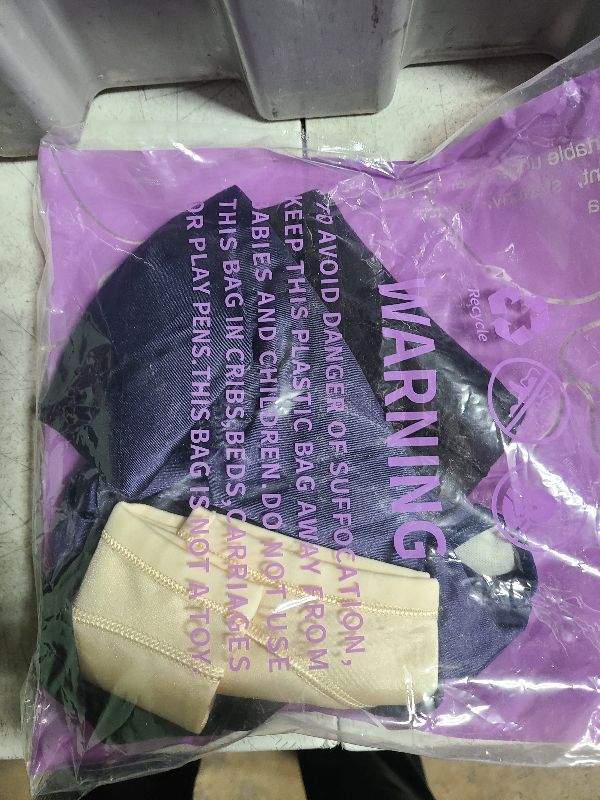 Recycle
WARNING
To AVOID DANGER OF SUFFOCATION,
KEEP THIS PLASTIC BAG AWAY FROM
BABIES AND CHILDREN DO NOT USE
THIS BAG IN CRIBS,BEDS,CARRIAGES
OR PLAY PENS.THIS BAG IS NOT A TOY.